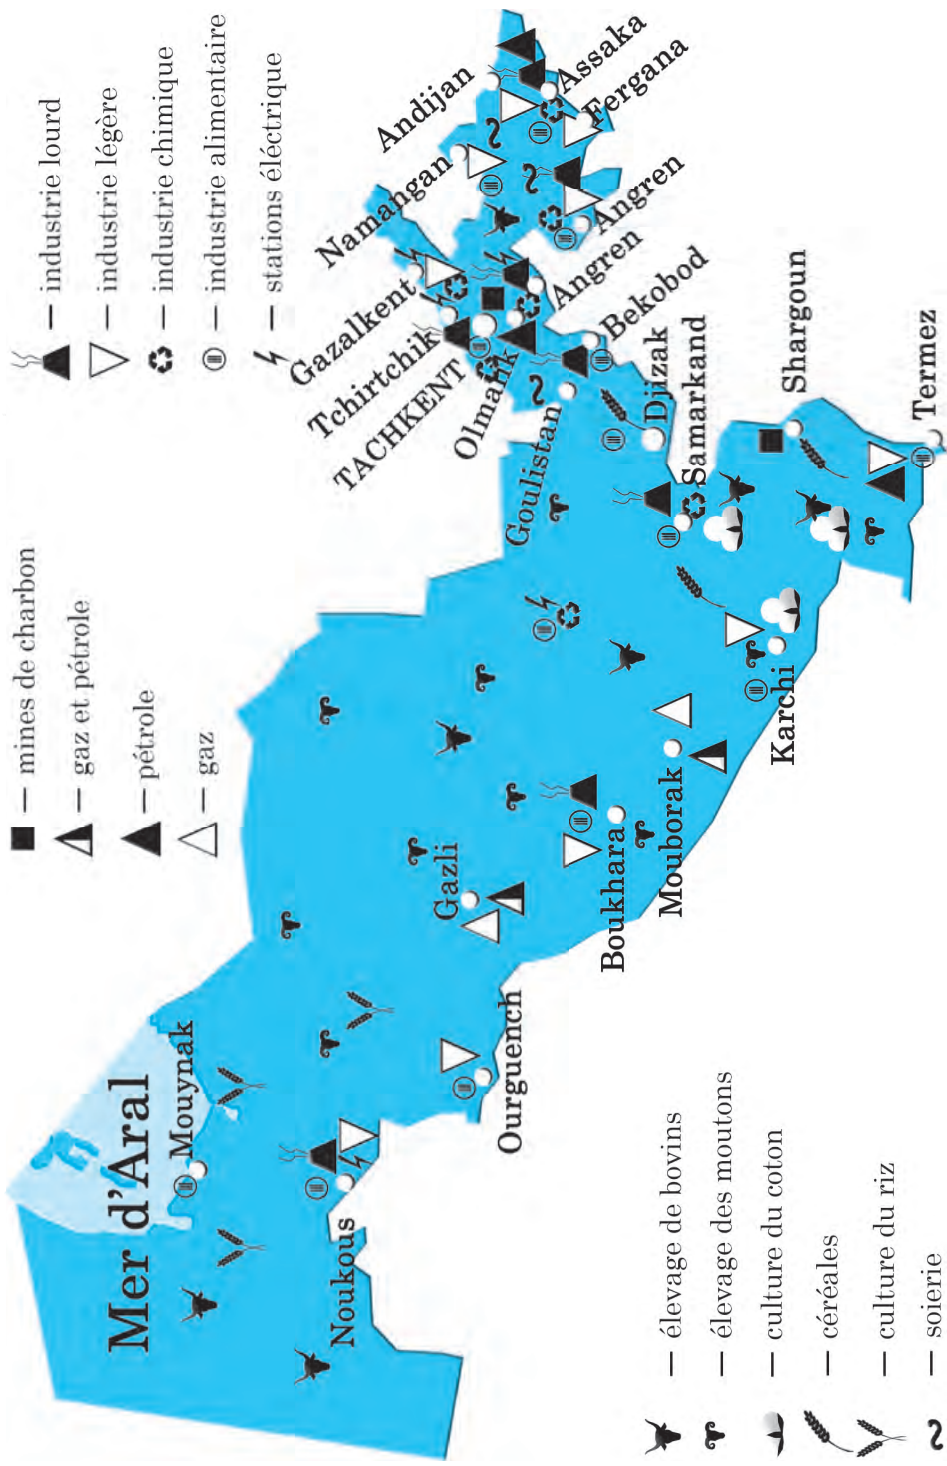 — mines de charbon
— gaz et pétrole
— pétrole
— gaz
— industrie lourd
— industrie légère
— industrie chimique
— industrie alimentaire
— stations éléctrique
Mer d'Aral
Mouynak
Noukous
Ourguench
Gazli
Boukhara
Mouborak
Karchi
Goulistan
Olmalik
TACHKENT
Tchirtchik
Gazalkent
Namangan
Andijan
Assaka
Fergana
Angren
Angren
Bekobod
Djizak
Samarkand
Shargoun
Termez
— élevage de bovins
— élevage des moutons
— culture du coton
— céréales
— culture du riz
— soierie